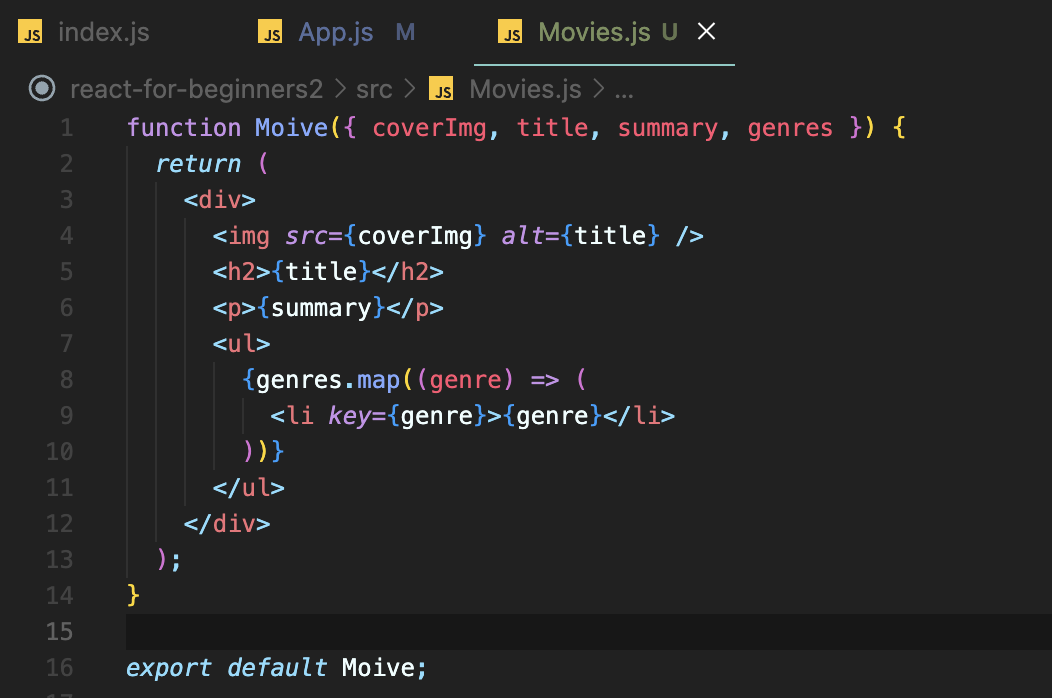 JS index.js JS App.js M JS Movies.js U
react-for-beginners2 > src > JS Movies.js > ...
1 function Moive({ coverImg, title, summary, genres }) {
2 return (
3 <div>
4 <img src={coverImg} alt={title} />
5 <h2>{title}</h2>
6 <p>{summary}</p>
7 <ul>
8 {genres.map((genre) => (
9 <li key={genre}>{genre}</li>
10 ))}
11 </ul>
12 </div>
13 );
14 }
15
16 export default Moive;
17